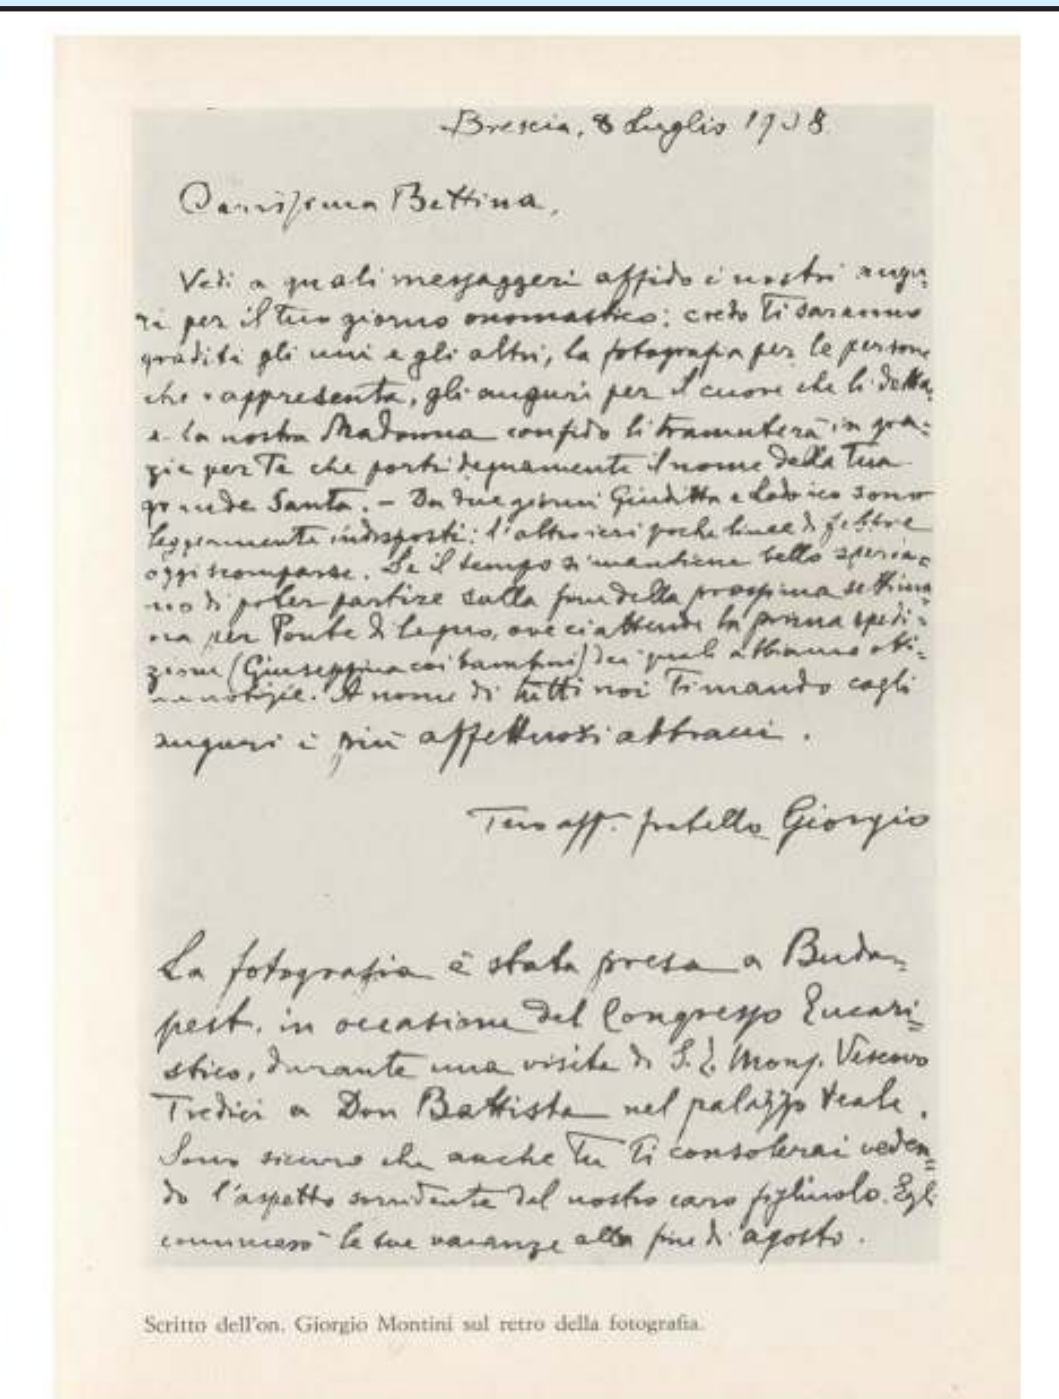 Brescia, 8 Luglio 1938
Carissima Bettina,
Vedi a quali messaggeri affido i nostri augu=
ri per il tuo giorno onomastico: credo Ti saranno
graditi gli uni e gli altri, la fotografia per le persone
che rappresenta, gli auguri per il cuore che li detta,
e la nostra Madonna confido li tramuterà in gra=
zie per Te che porti degnamente il nome della tua
grande Santa. – Da due giorni Giuditta e Lodovico sono
leggermente indisposti: l'altro ieri poche linee di febbre
oggi scomparse. Se il tempo si mantiene bello speria=
mo di poter partire sulla fine della prossima settima
na per Ponte di Legno, ove ci attende la prima spedi=
zione (Giuseppina coi bambini) dei quali abbiamo otti=
me notizie. A nome di tutti noi Ti mando cogli
auguri i più affettuosi abbracci.
Tuo aff. fratello Giorgio
La fotografia è stata presa a Buda=
pest, in occasione del Congresso Eucari=
stico, durante una visita di S. E. Mons. Vescovo
Tredici a Don Battista nel palazzo reale.
Sono sicuro che anche Tu Ti consolerai veden=
do l'aspetto sorridente del nostro caro figliuolo. Egli
comincerà le sue vacanze alla fine di agosto.
Scritto dell'on. Giorgio Montini sul retro della fotografia.